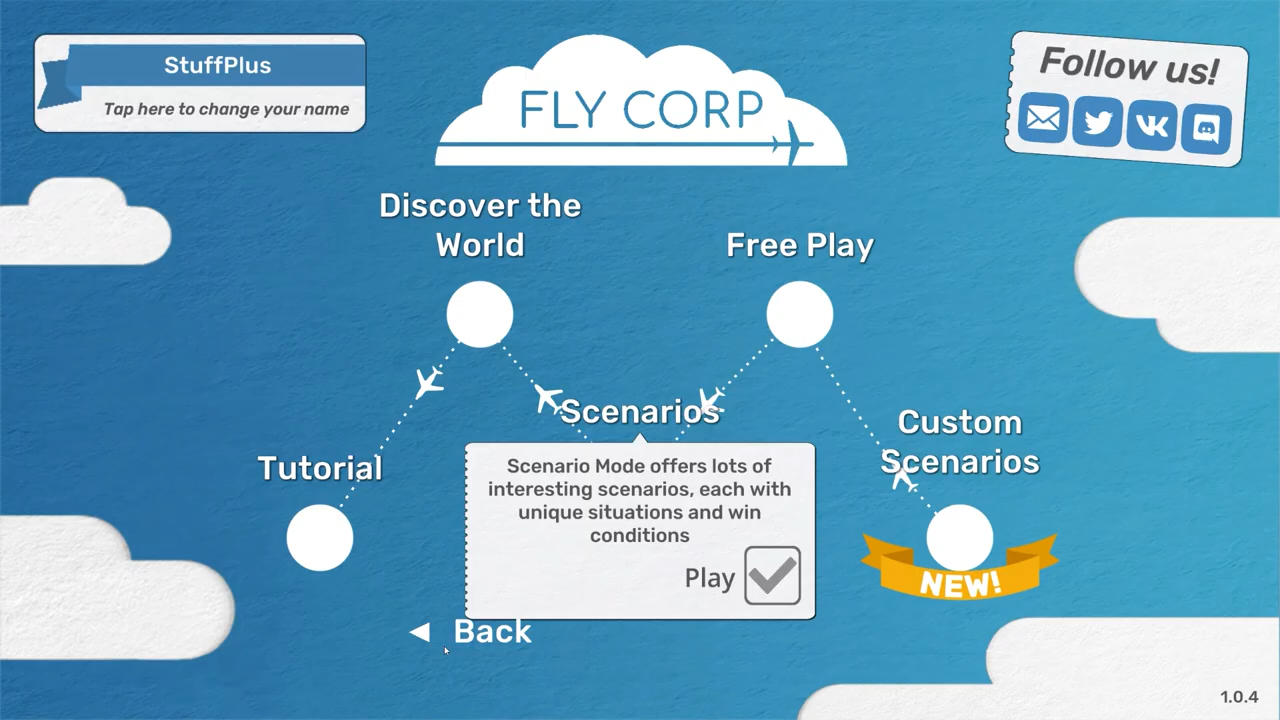 StuffPlus
Tap here to change your name
FLY CORP
Follow us!
Discover the
World
Free Play
Scenarios
Custom
Scenarios
Tutorial
Scenario Mode offers lots of
interesting scenarios, each with
unique situations and win
conditions
Play
NEW!
Back
1.0.4